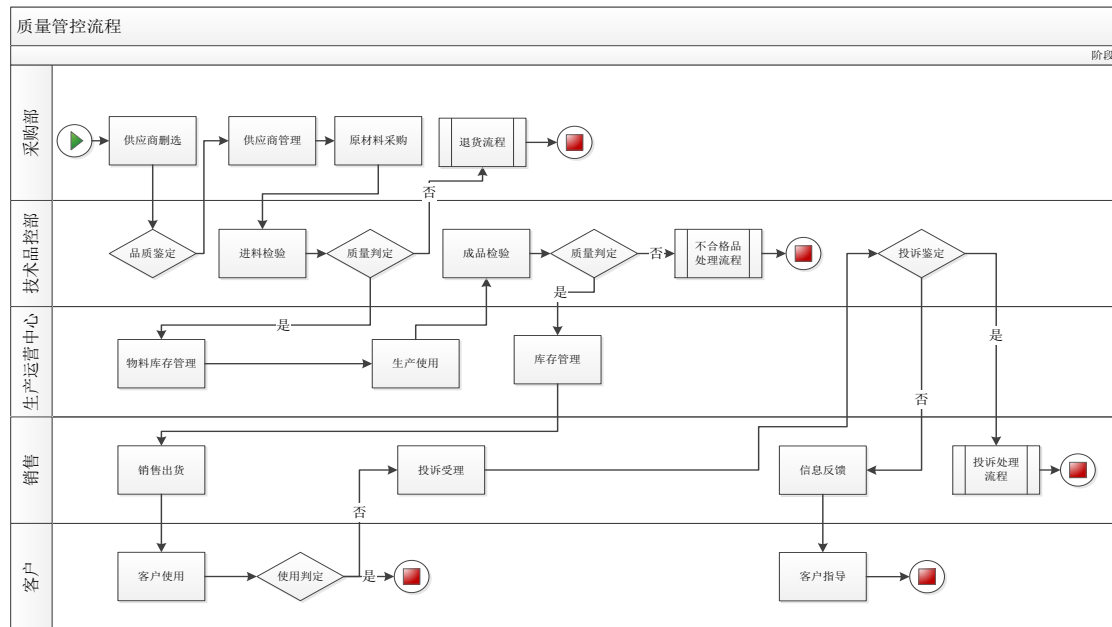 质量管控流程
阶段
采购部
供应商删选
供应商管理
原材料采购
退货流程
否
技术品控部
品质鉴定
进料检验
质量判定
成品检验
质量判定
否
不合格品
处理流程
投诉鉴定
是
是
是
生产运营中心
物料库存管理
生产使用
库存管理
否
销售
销售出货
投诉受理
信息反馈
投诉处理
流程
否
客户
客户使用
使用判定
是
客户指导